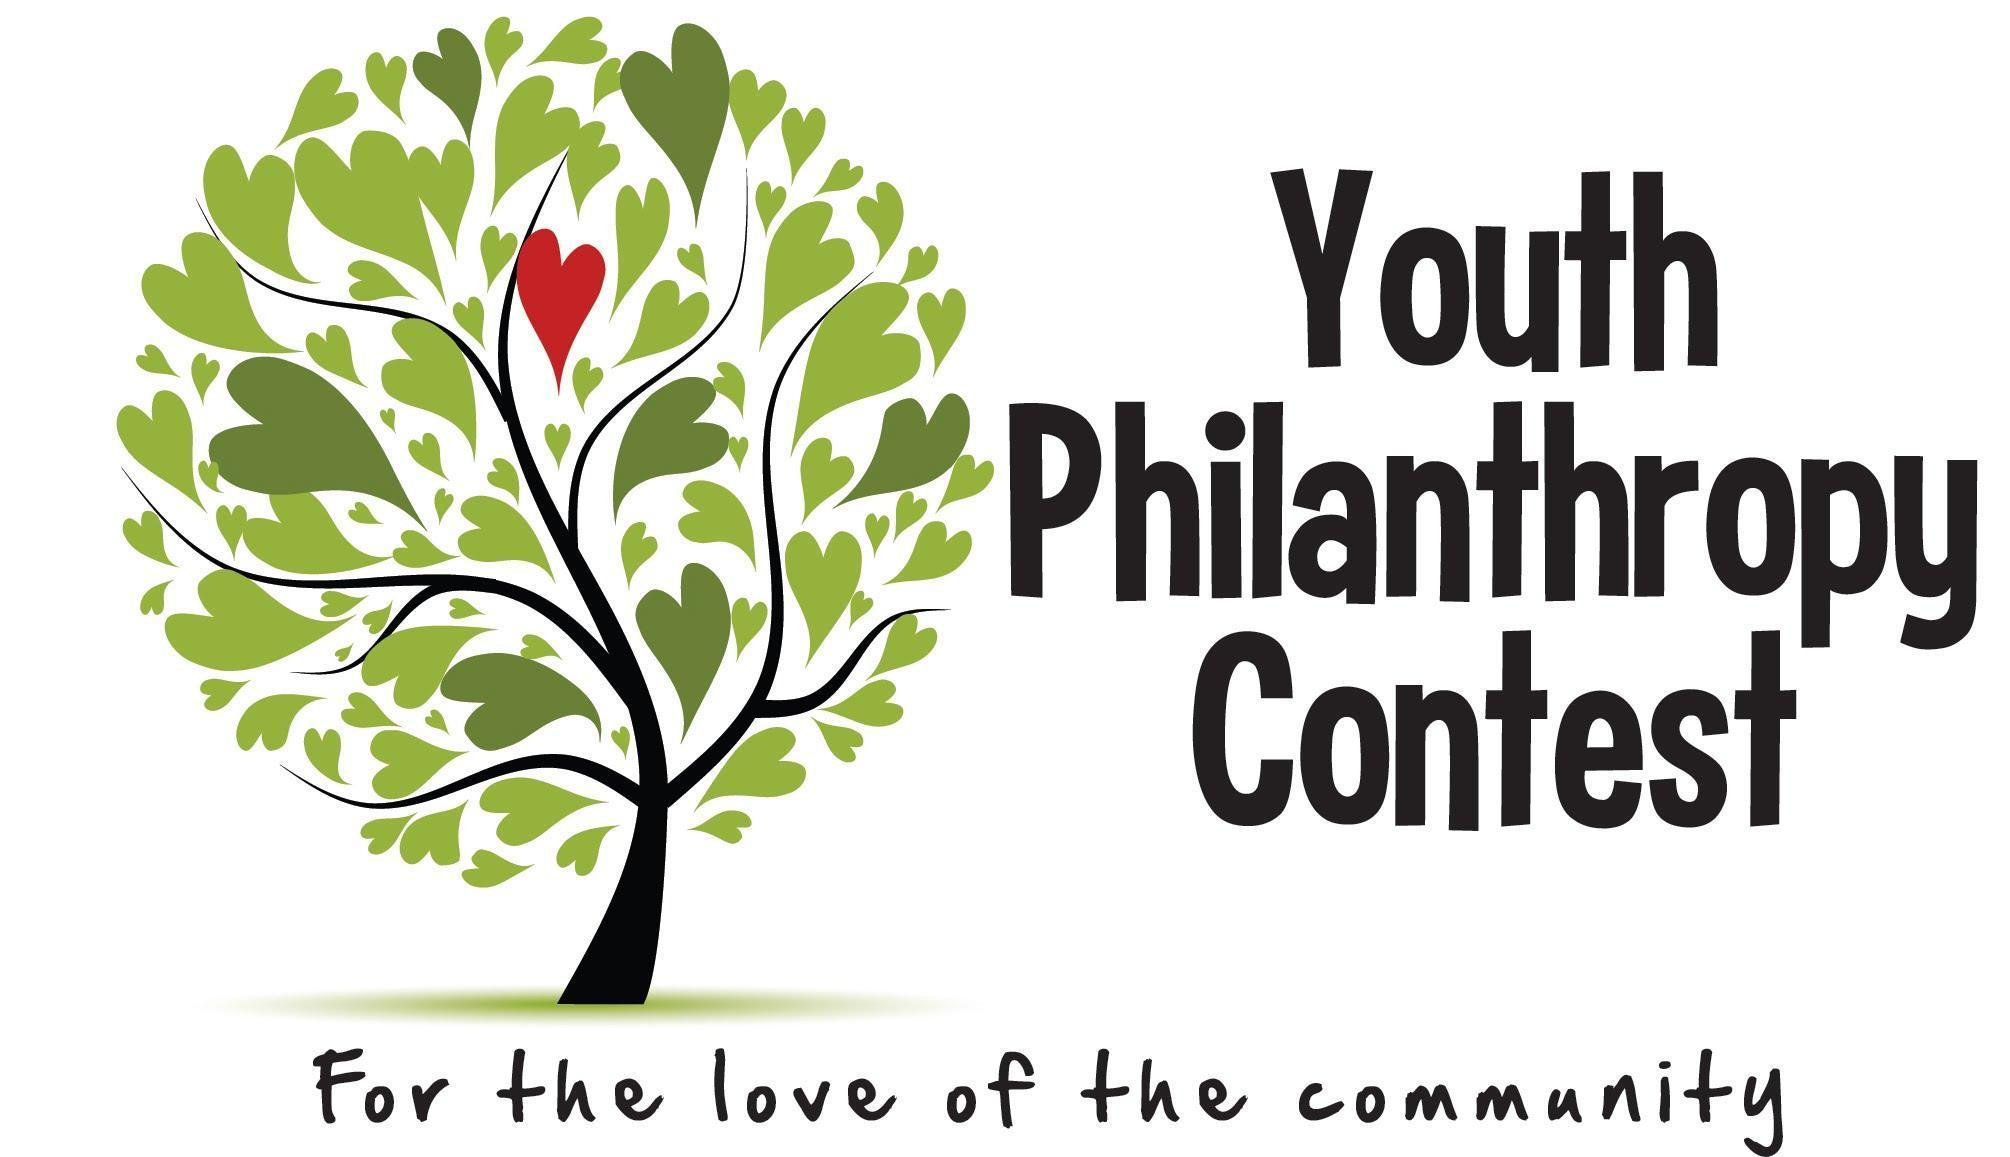 Youth
Philanthropy
Contest
For the love of the community